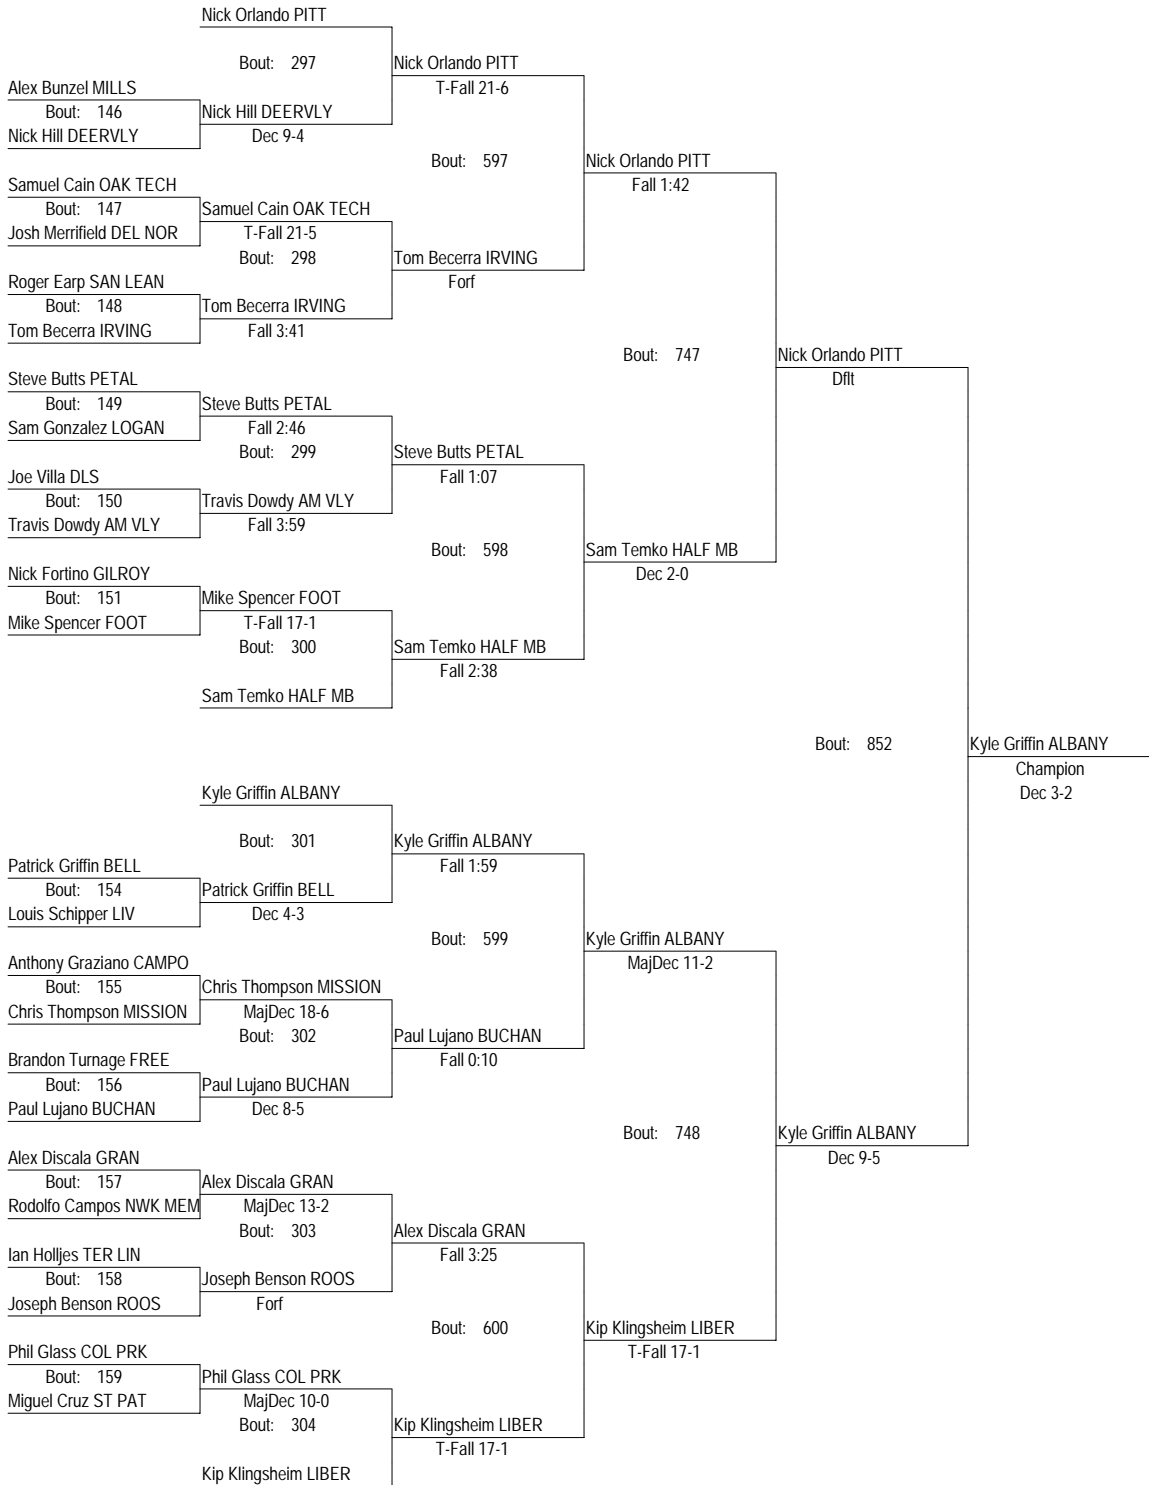 Nick Orlando PITT
Bout: 297
Nick Orlando PITT
T-Fall 21-6
Alex Bunzel MILLS
Bout: 146
Nick Hill DEERVLY
Nick Hill DEERVLY
Dec 9-4
Bout: 597
Nick Orlando PITT
Fall 1:42
Samuel Cain OAK TECH
Bout: 147
Samuel Cain OAK TECH
Josh Merrifield DEL NOR
T-Fall 21-5
Bout: 298
Tom Becerra IRVING
Forf
Roger Earp SAN LEAN
Bout: 148
Tom Becerra IRVING
Tom Becerra IRVING
Fall 3:41
Bout: 747
Nick Orlando PITT
Dflt
Steve Butts PETAL
Bout: 149
Steve Butts PETAL
Sam Gonzalez LOGAN
Fall 2:46
Bout: 299
Steve Butts PETAL
Fall 1:07
Joe Villa DLS
Bout: 150
Travis Dowdy AM VLY
Travis Dowdy AM VLY
Fall 3:59
Bout: 598
Sam Temko HALF MB
Dec 2-0
Nick Fortino GILROY
Bout: 151
Mike Spencer FOOT
Mike Spencer FOOT
T-Fall 17-1
Bout: 300
Sam Temko HALF MB
Fall 2:38
Sam Temko HALF MB
Bout: 852
Kyle Griffin ALBANY
Champion
Dec 3-2
Kyle Griffin ALBANY
Bout: 301
Kyle Griffin ALBANY
Fall 1:59
Patrick Griffin BELL
Bout: 154
Patrick Griffin BELL
Louis Schipper LIV
Dec 4-3
Bout: 599
Kyle Griffin ALBANY
MajDec 11-2
Anthony Graziano CAMPO
Bout: 155
Chris Thompson MISSION
Chris Thompson MISSION
MajDec 18-6
Bout: 302
Paul Lujano BUCHAN
Fall 0:10
Brandon Turnage FREE
Bout: 156
Paul Lujano BUCHAN
Paul Lujano BUCHAN
Dec 8-5
Bout: 748
Kyle Griffin ALBANY
Dec 9-5
Alex Discala GRAN
Bout: 157
Alex Discala GRAN
Rodolfo Campos NWK MEM
MajDec 13-2
Bout: 303
Alex Discala GRAN
Fall 3:25
Ian Holljes TER LIN
Bout: 158
Joseph Benson ROOS
Joseph Benson ROOS
Forf
Bout: 600
Kip Klingsheim LIBER
T-Fall 17-1
Phil Glass COL PRK
Bout: 159
Phil Glass COL PRK
Miguel Cruz ST PAT
MajDec 10-0
Bout: 304
Kip Klingsheim LIBER
T-Fall 17-1
Kip Klingsheim LIBER